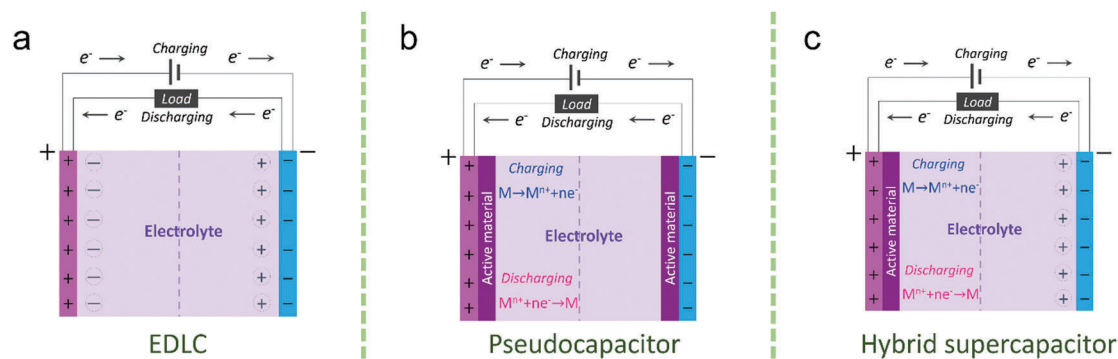 a
Charging
e⁻ → e⁻ →
Load
← e⁻ Discharging ← e⁻
+ −
+ − + −
+ − + −
+ − Electrolyte + −
+ − + −
+ − + −
+ − + −
EDLC
b
Charging
e⁻ → e⁻ →
Load
← e⁻ Discharging ← e⁻
+ −
Active material
Charging
M→Mⁿ⁺+ne⁻
Electrolyte
Discharging
Mⁿ⁺+ne⁻→M
Active material
+ −
+ −
+ −
+ −
+ −
+ −
Pseudocapacitor
c
Charging
e⁻ → e⁻ →
Load
← e⁻ Discharging ← e⁻
+ −
Active material
Charging
M→Mⁿ⁺+ne⁻
Electrolyte
Discharging
Mⁿ⁺+ne⁻→M
+ + −
+ + −
+ + −
+ + −
+ + −
+ + −
Hybrid supercapacitor